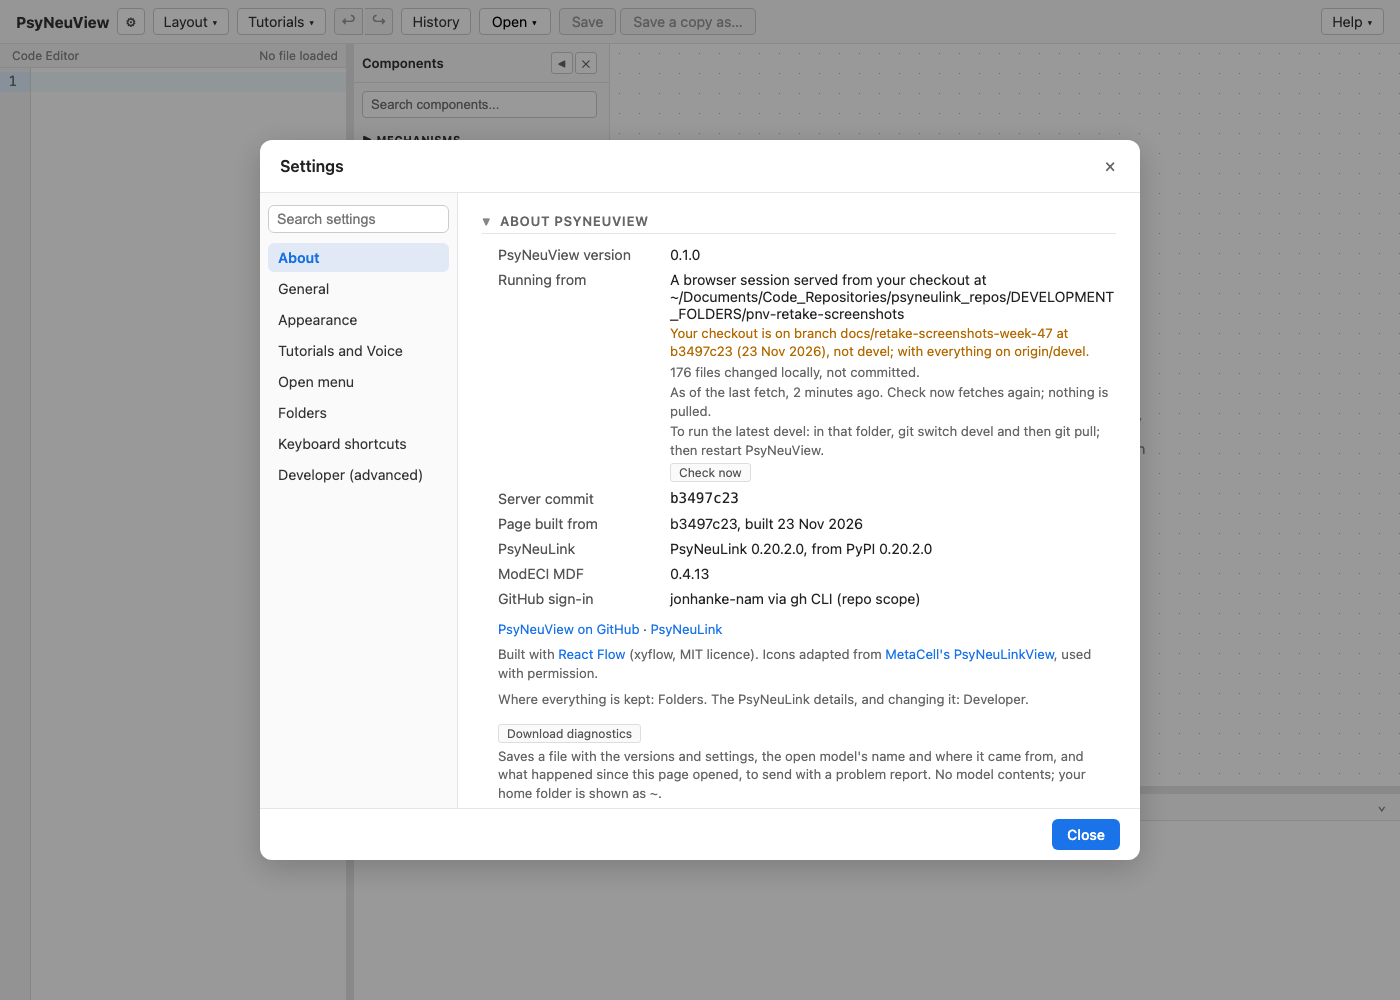 PsyNeuView ⚙ Layout ▾ Tutorials ▾ History Open ▾ Save Save a copy as... Help ▾
Code Editor No file loaded
1
Components
Search components...
MECHANISMS
Settings
Search settings
About
General
Appearance
Tutorials and Voice
Open menu
Folders
Keyboard shortcuts
Developer (advanced)
▼ ABOUT PSYNEUVIEW
PsyNeuView version 0.1.0
Running from A browser session served from your checkout at
~/Documents/Code_Repositories/psyneulink_repos/DEVELOPMENT
_FOLDERS/pnv-retake-screenshots
Your checkout is on branch docs/retake-screenshots-week-47 at
b3497c23 (23 Nov 2026), not devel; with everything on origin/devel.
176 files changed locally, not committed.
As of the last fetch, 2 minutes ago. Check now fetches again; nothing is
pulled.
To run the latest devel: in that folder, git switch devel and then git pull;
then restart PsyNeuView.
Check now
Server commit b3497c23
Page built from b3497c23, built 23 Nov 2026
PsyNeuLink PsyNeuLink 0.20.2.0, from PyPI 0.20.2.0
ModECI MDF 0.4.13
GitHub sign-in jonhanke-nam via gh CLI (repo scope)
PsyNeuView on GitHub · PsyNeuLink
Built with React Flow (xyflow, MIT licence). Icons adapted from MetaCell's PsyNeuLinkView, used
with permission.
Where everything is kept: Folders. The PsyNeuLink details, and changing it: Developer.
Download diagnostics
Saves a file with the versions and settings, the open model's name and where it came from, and
what happened since this page opened, to send with a problem report. No model contents; your
home folder is shown as ~.
Close